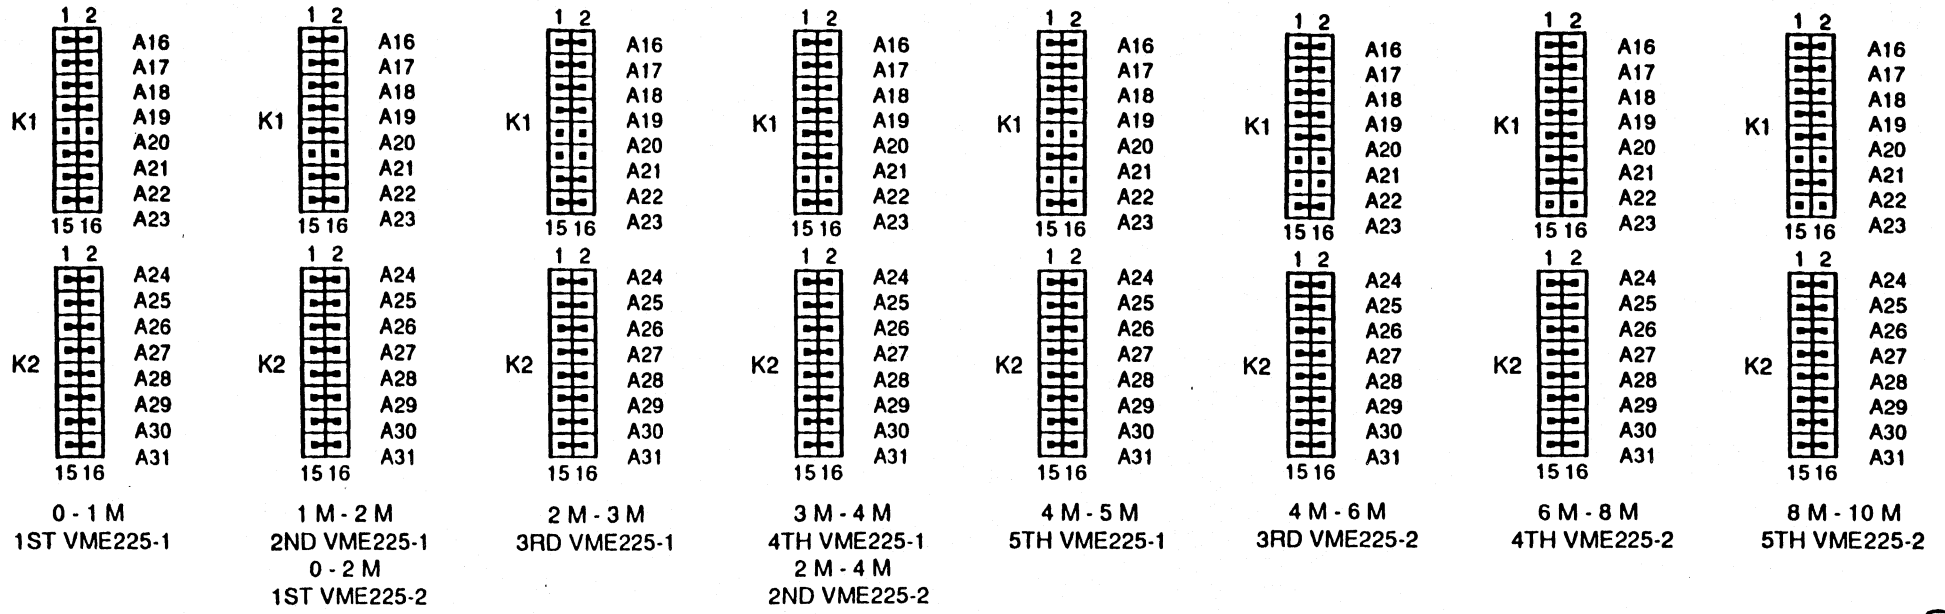 1 2
A16
A17
A18
K1
A19
A20
A21
A22
A23
15 16
1 2
A24
A25
A26
A27
K2
A28
A29
A30
A31
15 16
0 - 1 M
1ST VME225-1
1 2
A16
A17
A18
K1
A19
A20
A21
A22
A23
15 16
1 2
A24
A25
A26
A27
K2
A28
A29
A30
A31
15 16
1 M - 2 M
2ND VME225-1
0 - 2 M
1ST VME225-2
1 2
A16
A17
A18
K1
A19
A20
A21
A22
A23
15 16
1 2
A24
A25
A26
A27
K2
A28
A29
A30
A31
15 16
2 M - 3 M
3RD VME225-1
1 2
A16
A17
A18
K1
A19
A20
A21
A22
A23
15 16
1 2
A24
A25
A26
A27
K2
A28
A29
A30
A31
15 16
3 M - 4 M
4TH VME225-1
2 M - 4 M
2ND VME225-2
1 2
A16
A17
A18
K1
A19
A20
A21
A22
A23
15 16
1 2
A24
A25
A26
A27
K2
A28
A29
A30
A31
15 16
4 M - 5 M
5TH VME225-1
1 2
A16
A17
A18
K1
A19
A20
A21
A22
A23
15 16
1 2
A24
A25
A26
A27
K2
A28
A29
A30
A31
15 16
4 M - 6 M
3RD VME225-2
1 2
A16
A17
A18
K1
A19
A20
A21
A22
A23
15 16
1 2
A24
A25
A26
A27
K2
A28
A29
A30
A31
15 16
6 M - 8 M
4TH VME225-2
1 2
A16
A17
A18
K1
A19
A20
A21
A22
A23
15 16
1 2
A24
A25
A26
A27
K2
A28
A29
A30
A31
15 16
8 M - 10 M
5TH VME225-2